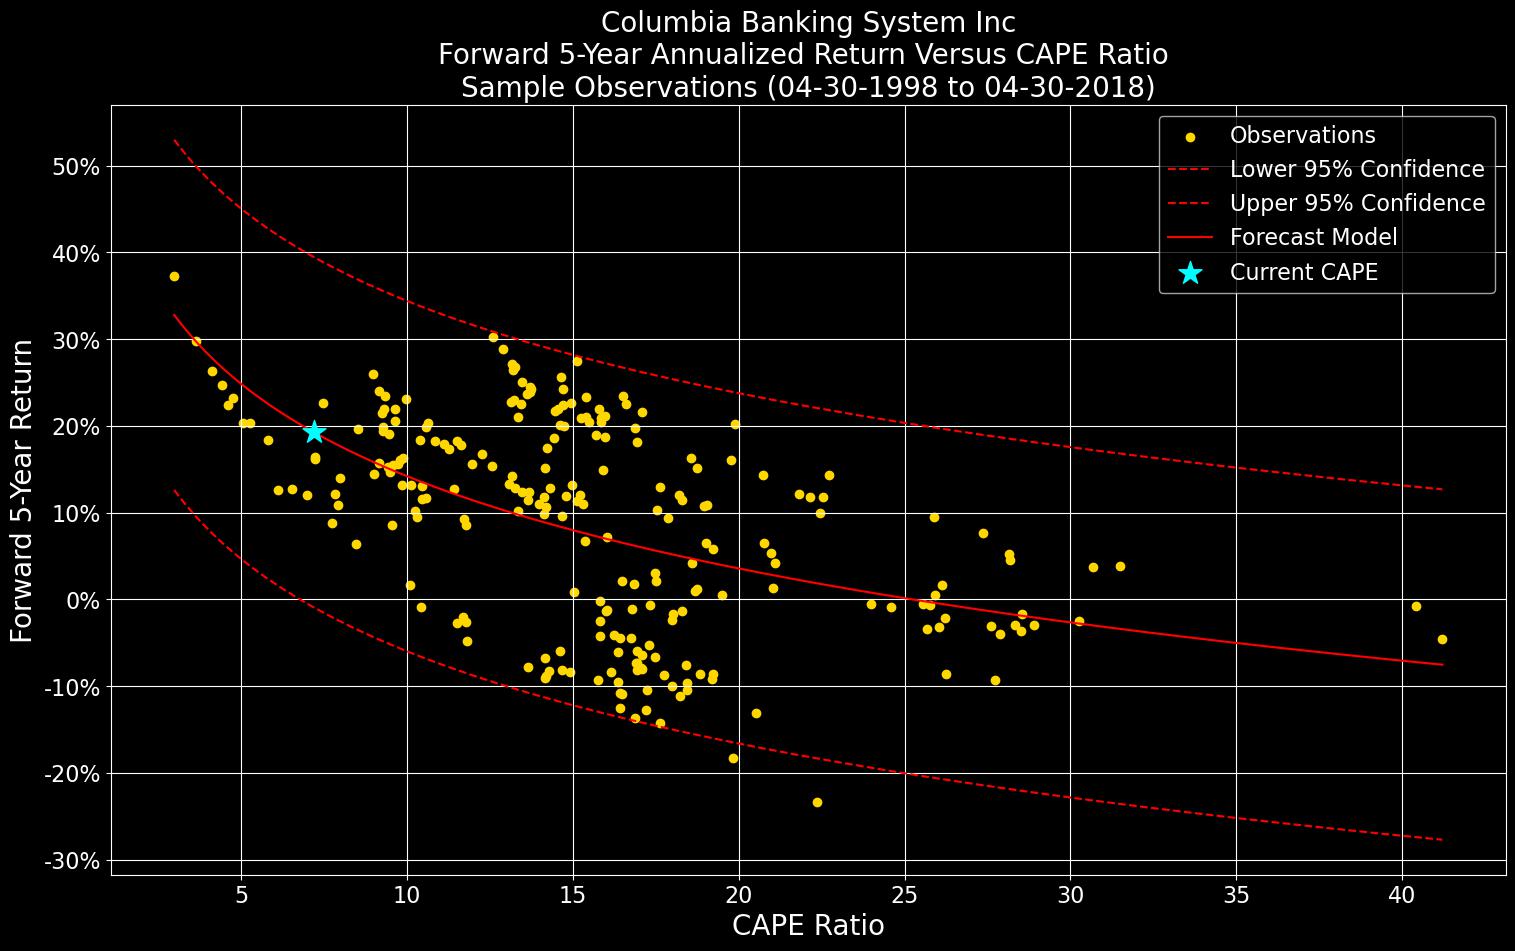 Columbia Banking System Inc
Forward 5-Year Annualized Return Versus CAPE Ratio
Sample Observations (04-30-1998 to 04-30-2018)
Observations
Lower 95% Confidence
Upper 95% Confidence
Forecast Model
Current CAPE
Forward 5-Year Return
50%
40%
30%
20%
10%
0%
-10%
-20%
-30%
5 10 15 20 25 30 35 40
CAPE Ratio